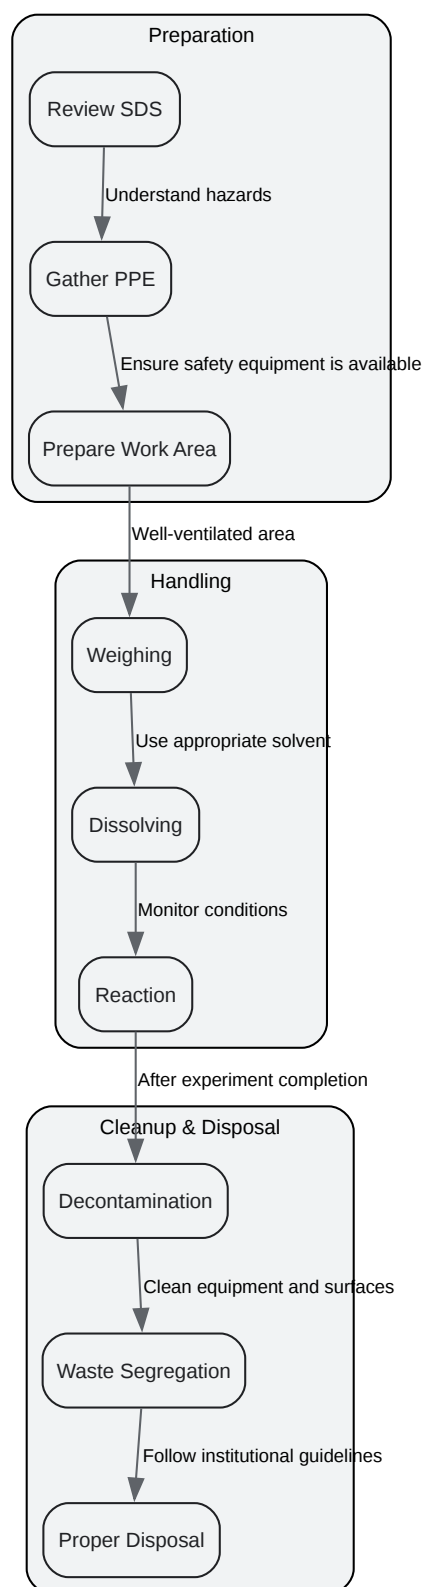 Preparation
Review SDS
Understand hazards
Gather PPE
Ensure safety equipment is available
Prepare Work Area
Well-ventilated area
Handling
Weighing
Use appropriate solvent
Dissolving
Monitor conditions
Reaction
After experiment completion
Cleanup & Disposal
Decontamination
Clean equipment and surfaces
Waste Segregation
Follow institutional guidelines
Proper Disposal